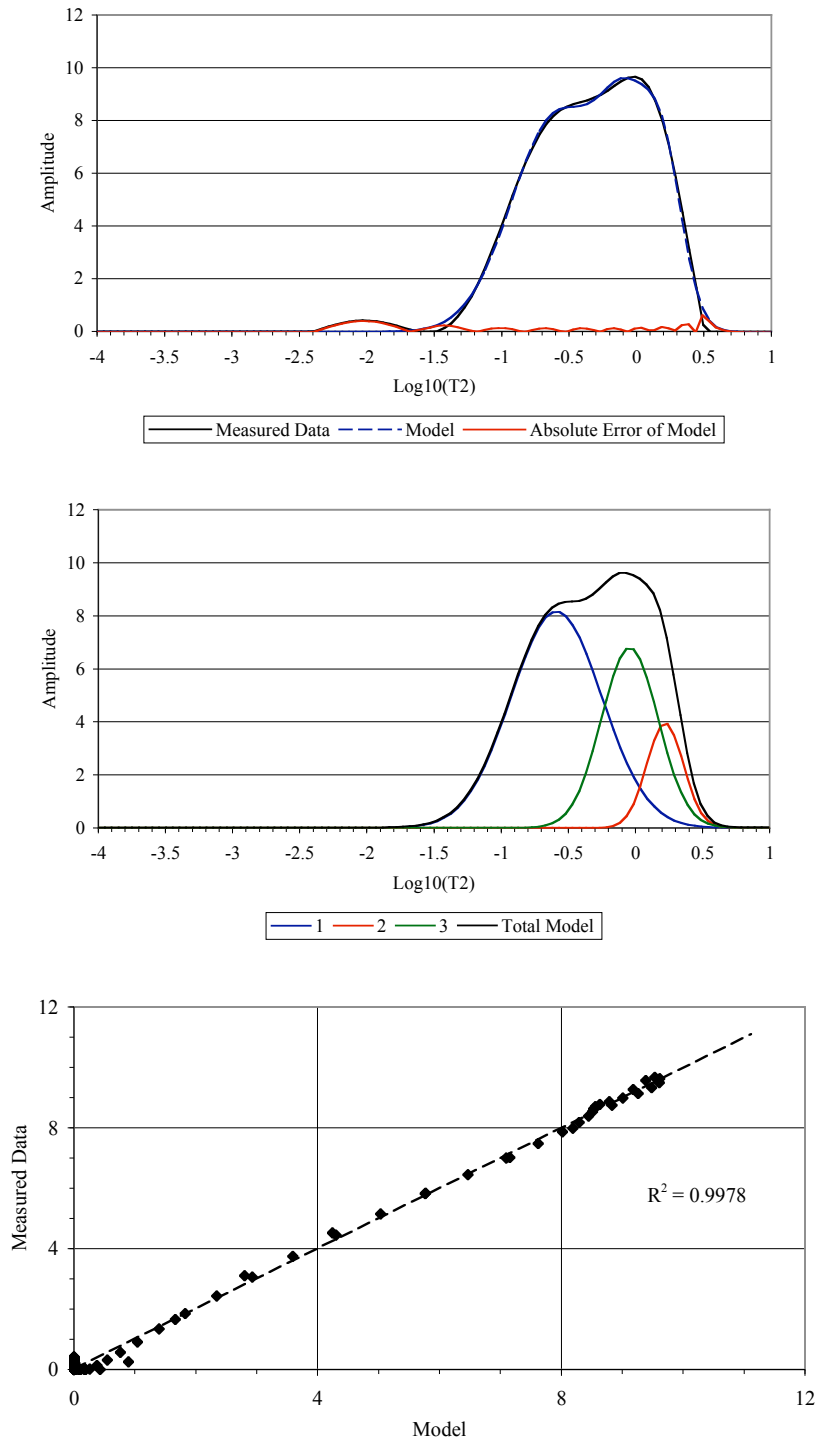 12
10
8
6
4
2
0
Amplitude
-4 -3.5 -3 -2.5 -2 -1.5 -1 -0.5 0 0.5 1
Log10(T2)
Measured Data Model Absolute Error of Model
12
10
8
6
4
2
0
Amplitude
-4 -3.5 -3 -2.5 -2 -1.5 -1 -0.5 0 0.5 1
Log10(T2)
1 2 3 Total Model
12
8
4
0
Measured Data
R² = 0.9978
0 4 8 12
Model